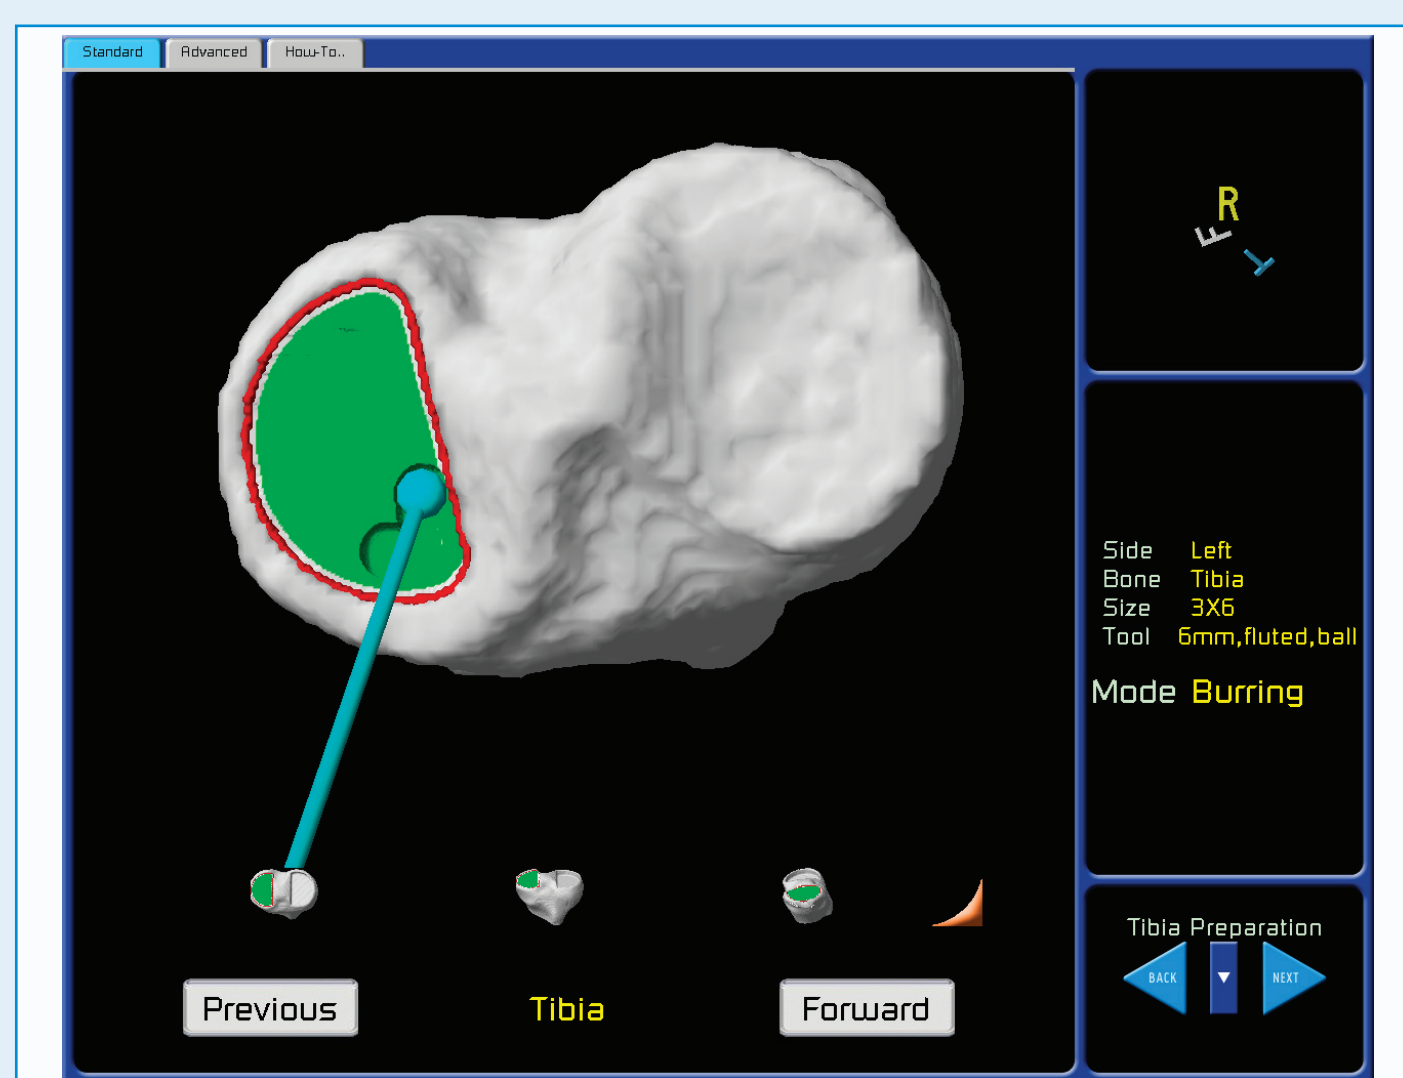 Standard
Advanced
How-To..
R
F
T
Side Left
Bone Tibia
Size 3X6
Tool 6mm,fluted,ball
Mode Burring
Tibia Preparation
BACK
NEXT
Previous
Tibia
Forward